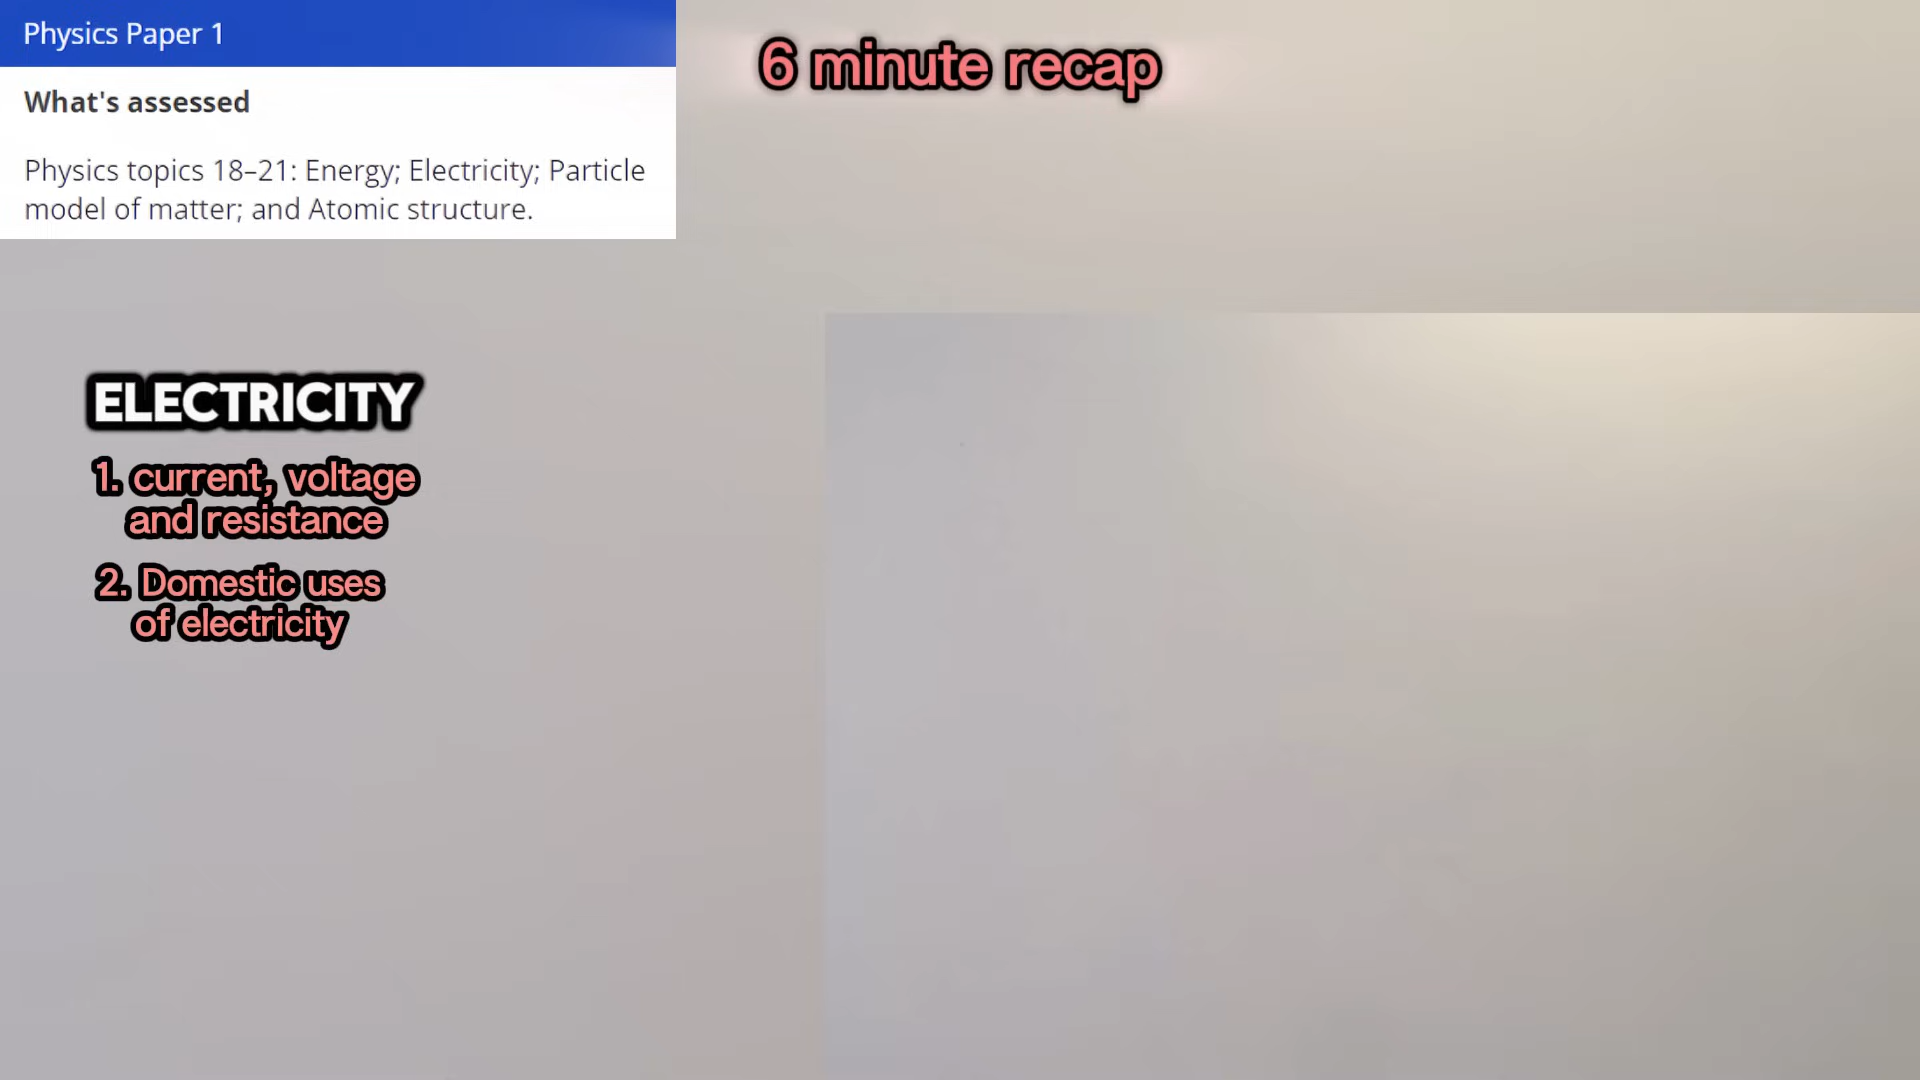 Physics Paper 1
6 minute recap
What's assessed
Physics topics 18–21: Energy; Electricity; Particle
model of matter; and Atomic structure.
ELECTRICITY
1. current, voltage
and resistance
2. Domestic uses
of electricity